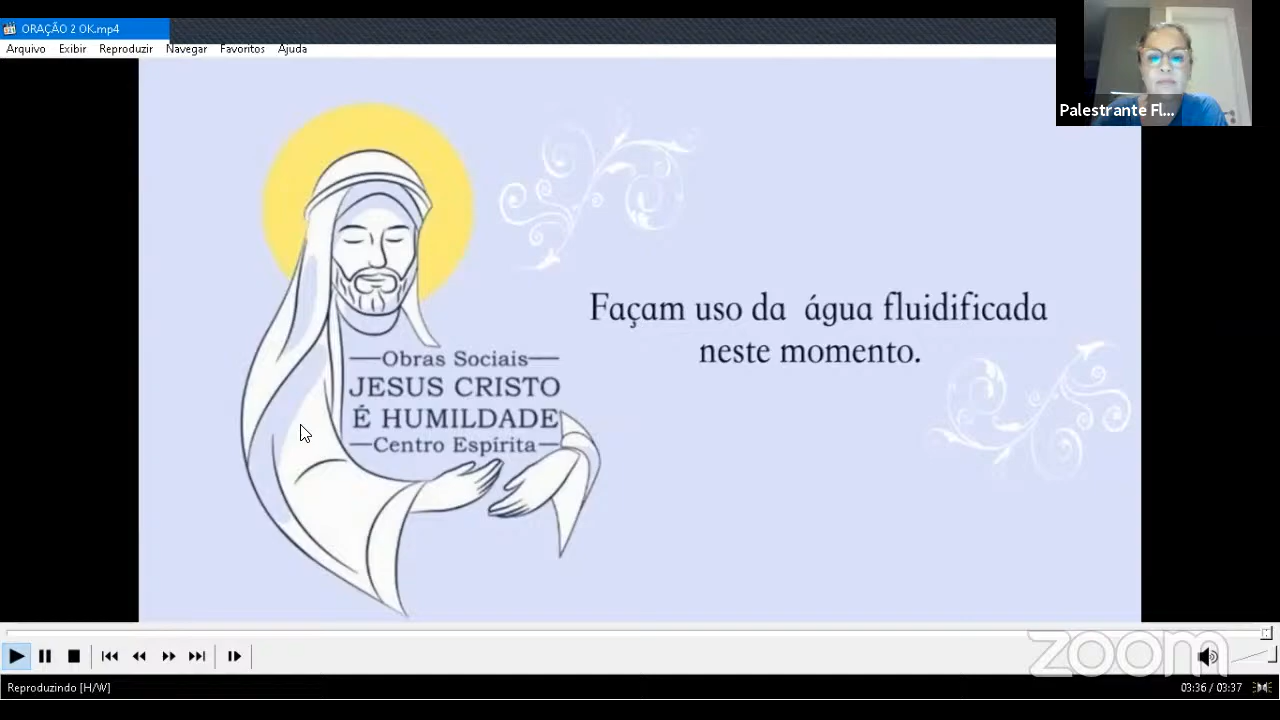 ORAÇÃO 2 OK.mp4
Arquivo Exibir Reproduzir Navegar Favoritos Ajuda
Palestrante Fl...
Façam uso da água fluidificada
neste momento.
Obras Sociais
JESUS CRISTO
É HUMILDADE
Centro Espírita
zoom
Reproduzindo [H/W]
03:36 / 03:37